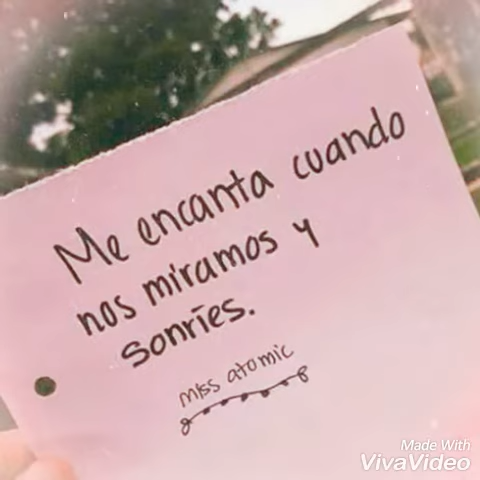 Me encanta cuando
nos miramos y
sonríes.
miss atomic
Made With
VivaVideo